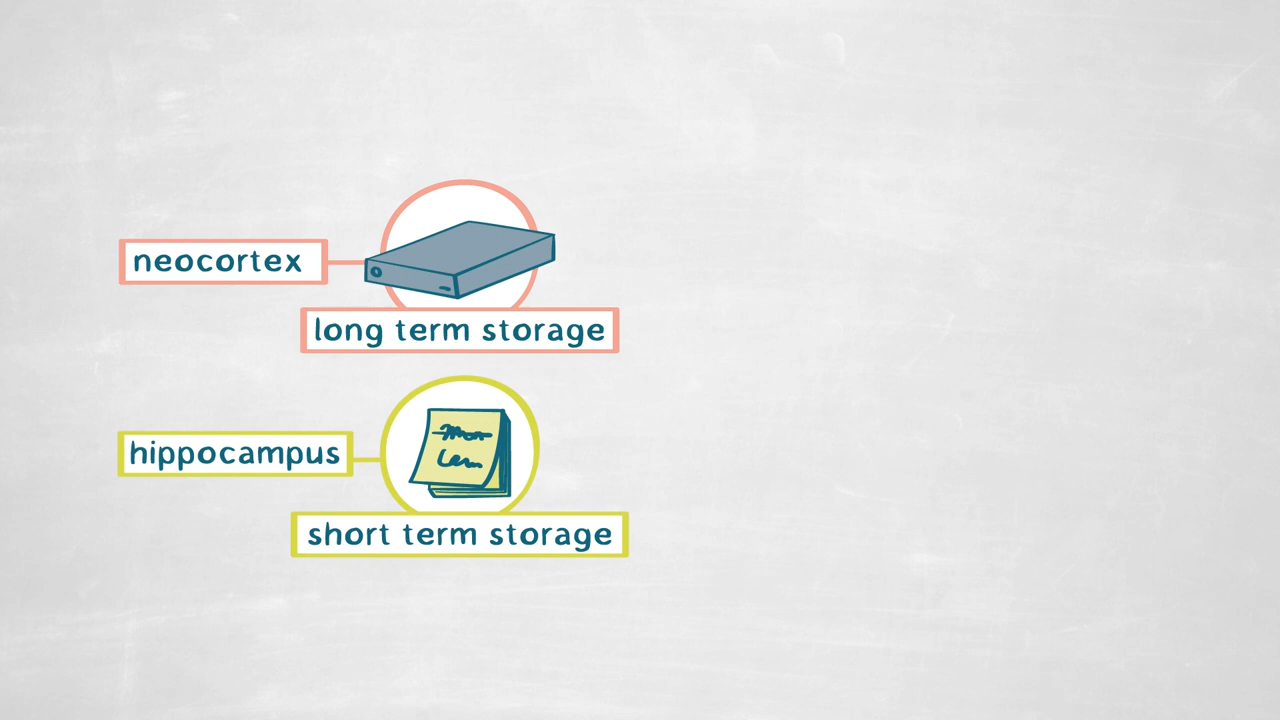 neocortex
long term storage
hippocampus
short term storage